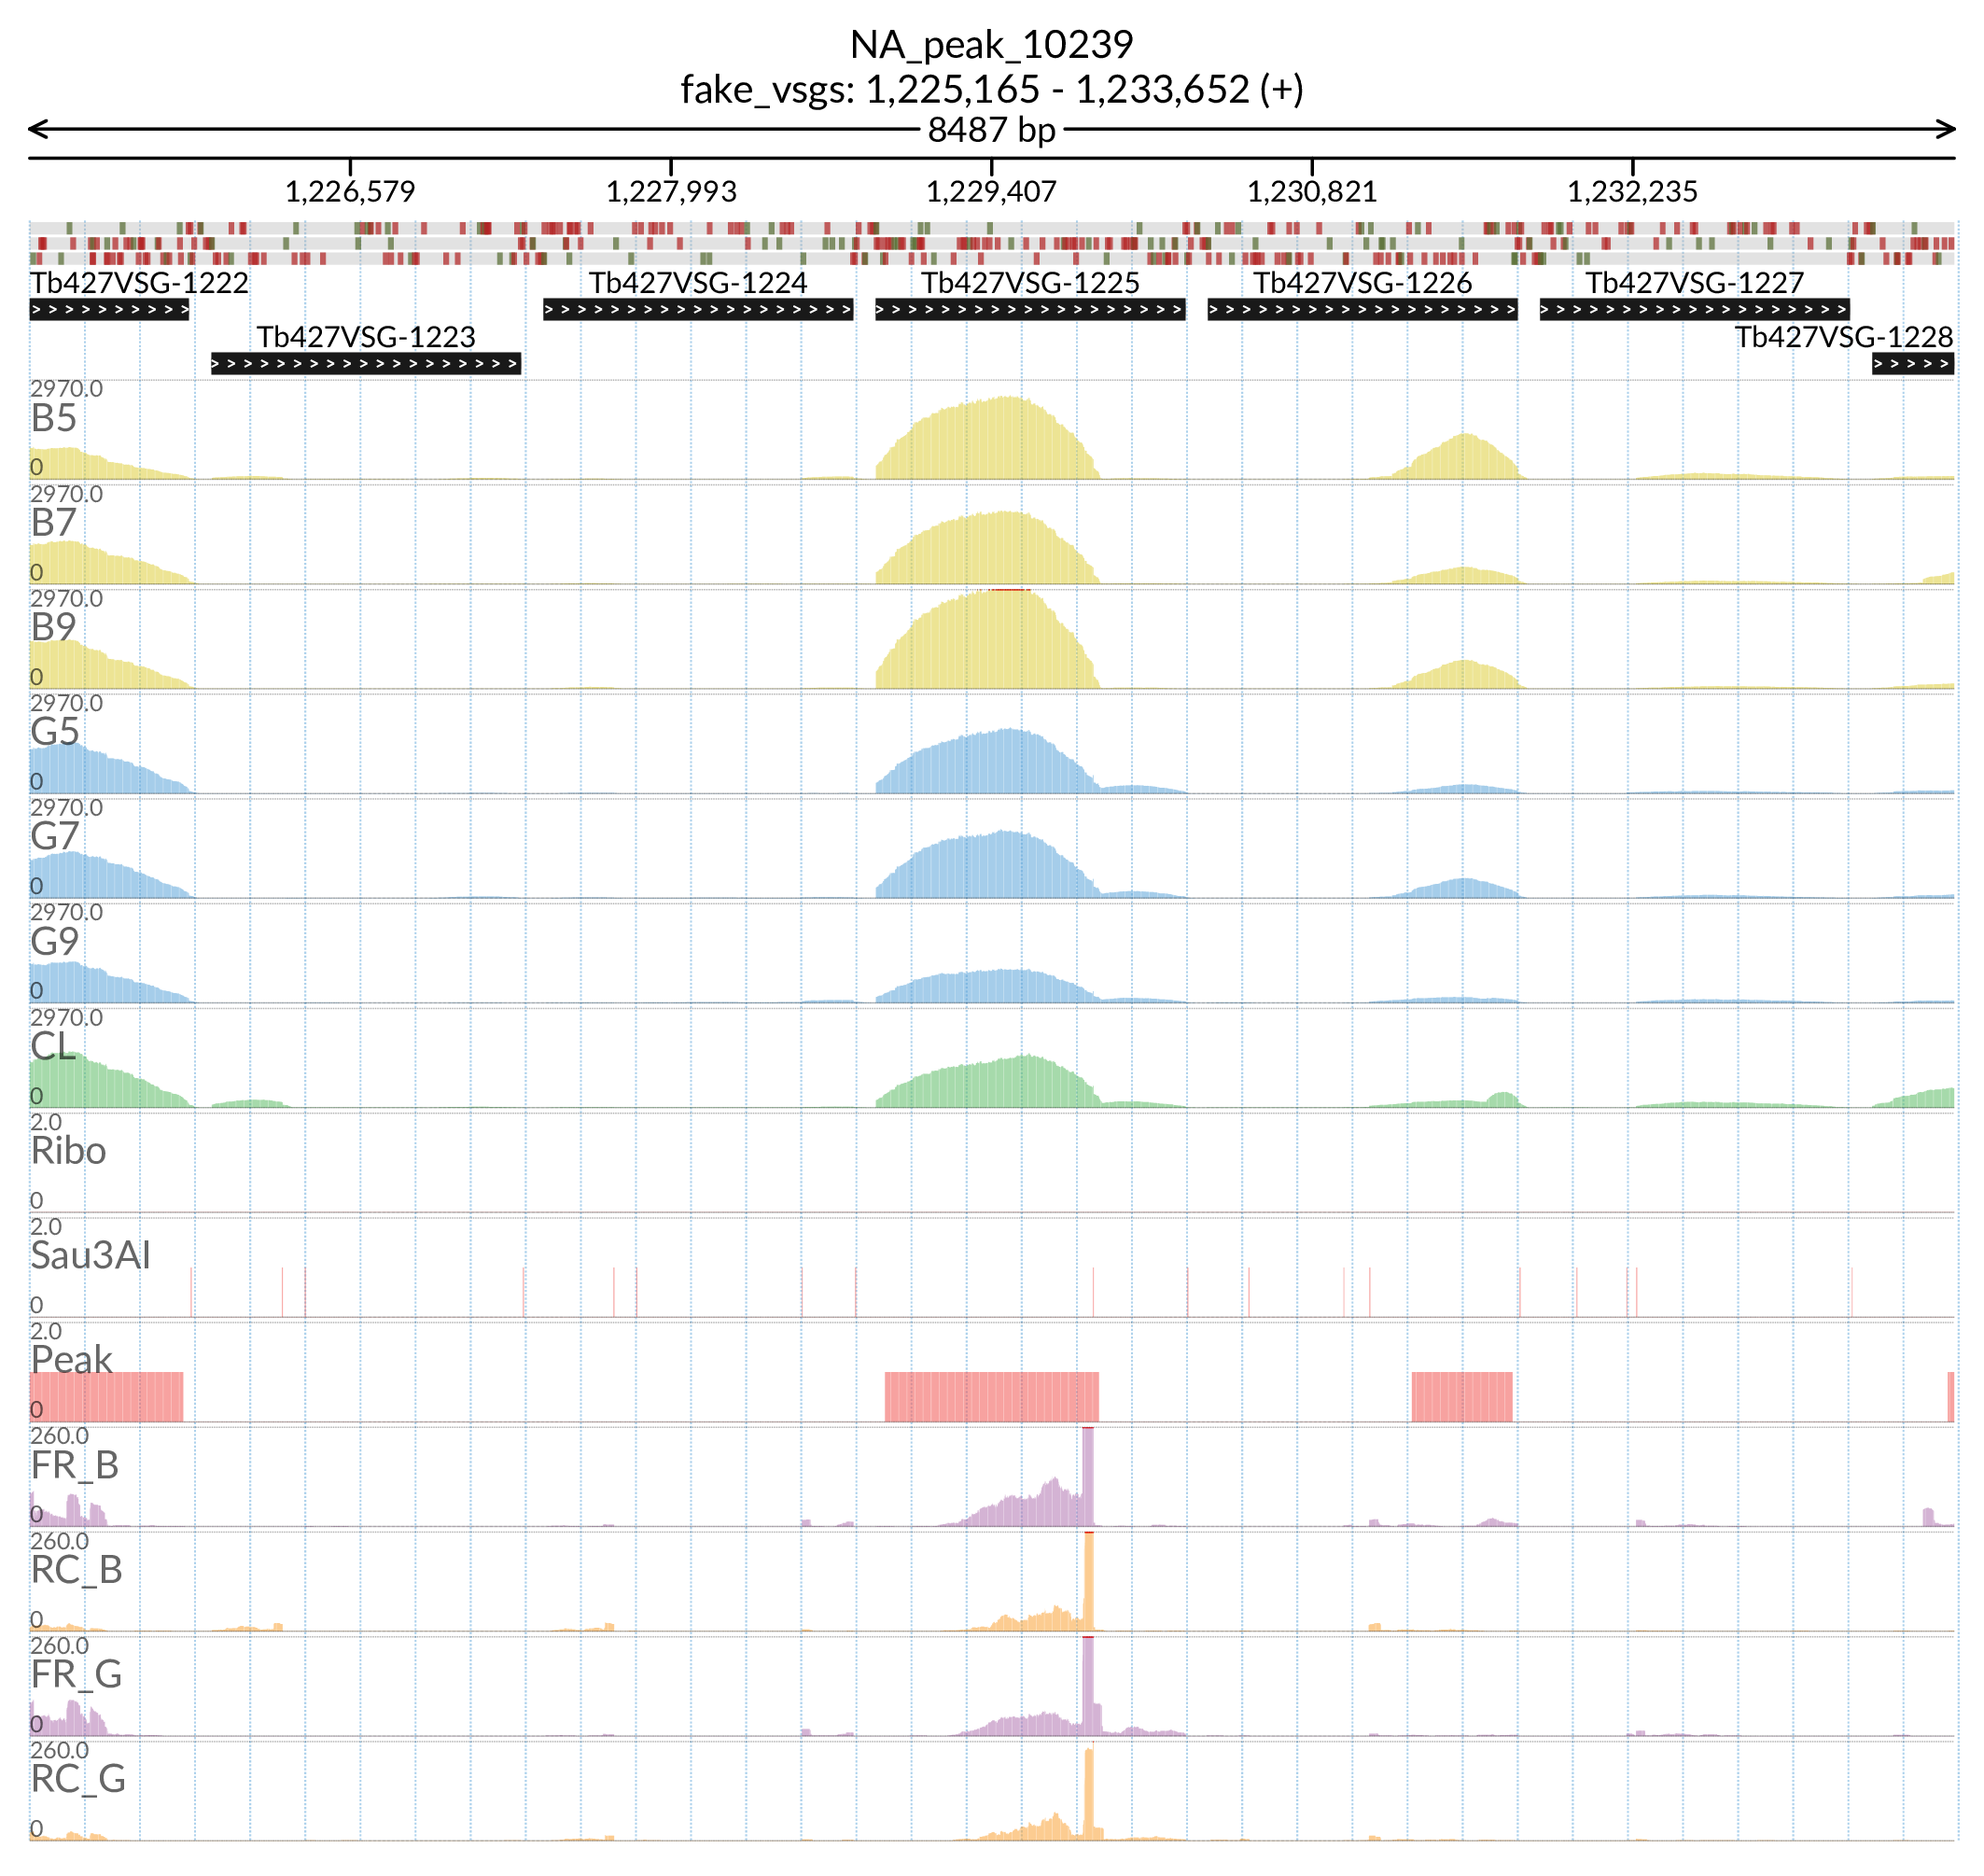 NA_peak_10239
fake_vsgs: 1,225,165 - 1,233,652 (+)
8487 bp
1,226,579 1,227,993 1,229,407 1,230,821 1,232,235
Tb427VSG-1222 Tb427VSG-1224 Tb427VSG-1225 Tb427VSG-1226 Tb427VSG-1227
Tb427VSG-1223 Tb427VSG-1228
2970.0
B5
0
2970.0
B7
0
2970.0
B9
0
2970.0
G5
0
2970.0
G7
0
2970.0
G9
0
2970.0
CL
0
2.0
Ribo
0
2.0
Sau3AI
0
2.0
Peak
0
260.0
FR_B
0
260.0
RC_B
0
260.0
FR_G
0
260.0
RC_G
0